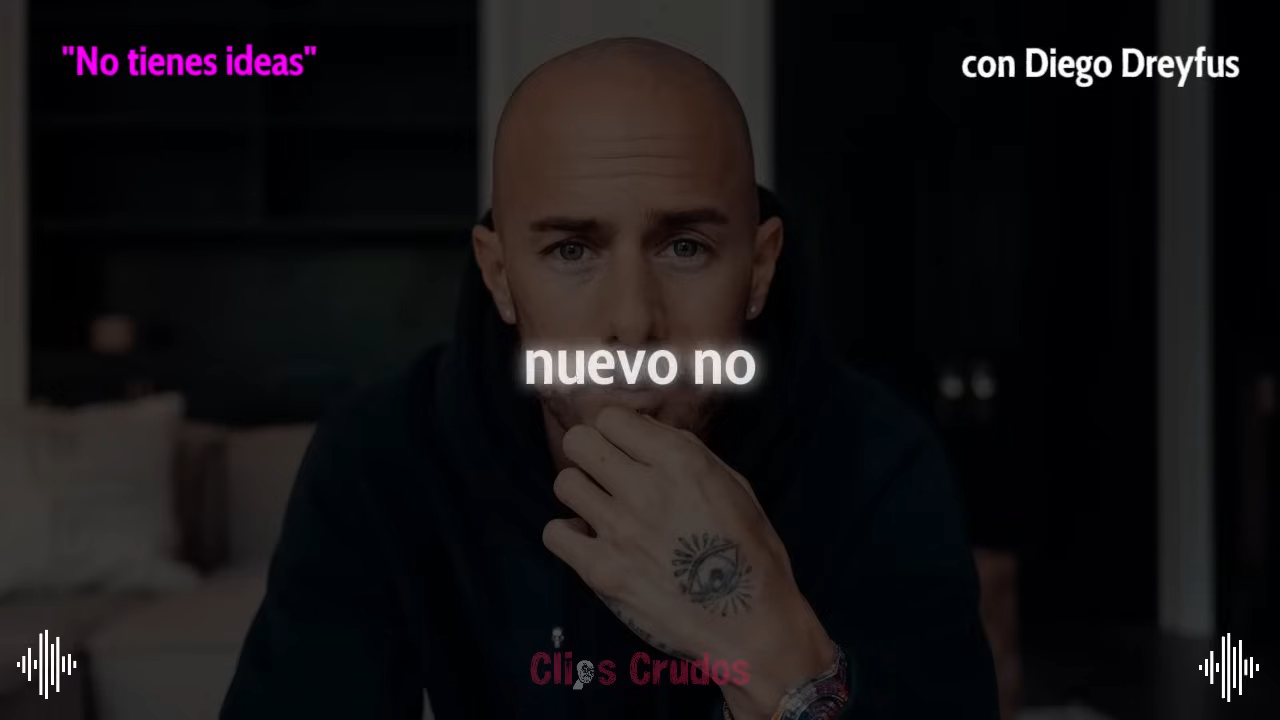 "No tienes ideas"
con Diego Dreyfus
nuevo no
Clips Crudos